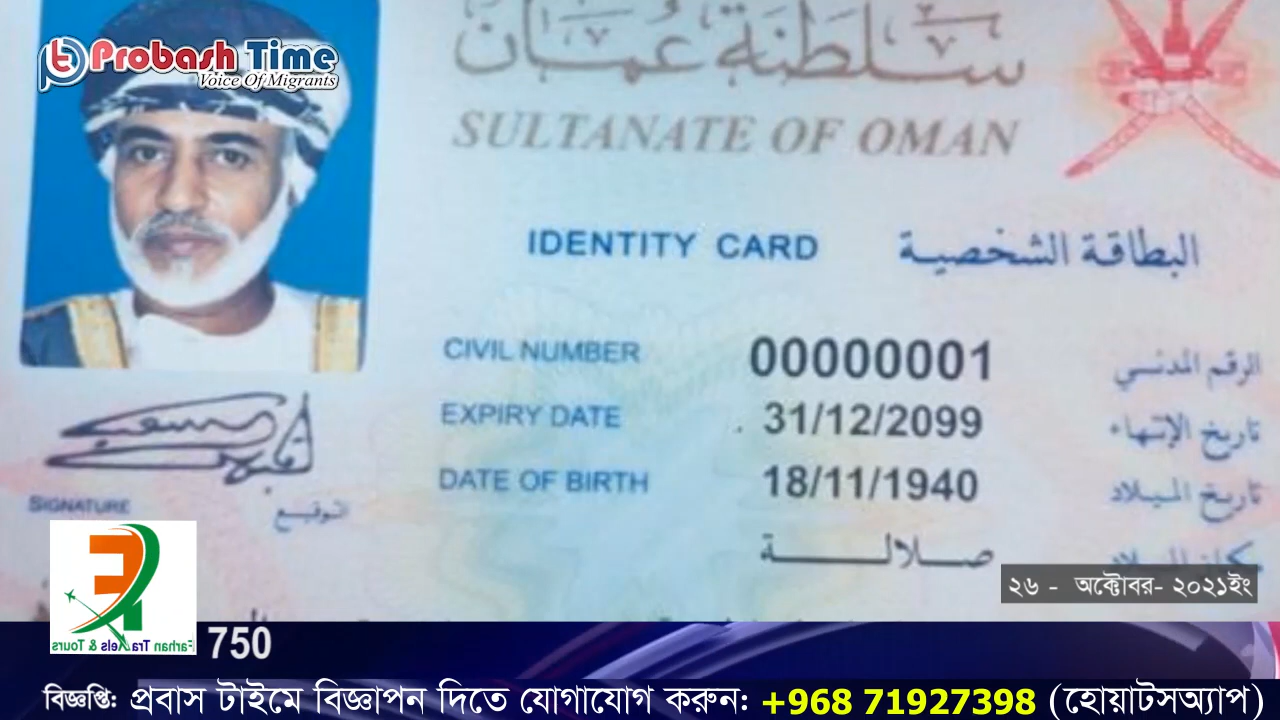 Probash Time
Voice Of Migrants
سلطنة عمان
SULTANATE OF OMAN
IDENTITY CARD البطاقة الشخصية
CIVIL NUMBER 00000001 الرقم المدني
EXPIRY DATE 31/12/2099 تاريخ الإنتهاء
DATE OF BIRTH 18/11/1940 تاريخ الميلاد
صلالة
SIGNATURE التوقيع
২৬ - অক্টোবর- ২০২১ইং
Farhan Travels & Tours
750
বিজ্ঞপ্তি: প্রবাস টাইমে বিজ্ঞাপন দিতে যোগাযোগ করুন: +968 71927398 (হোয়াটসঅ্যাপ)